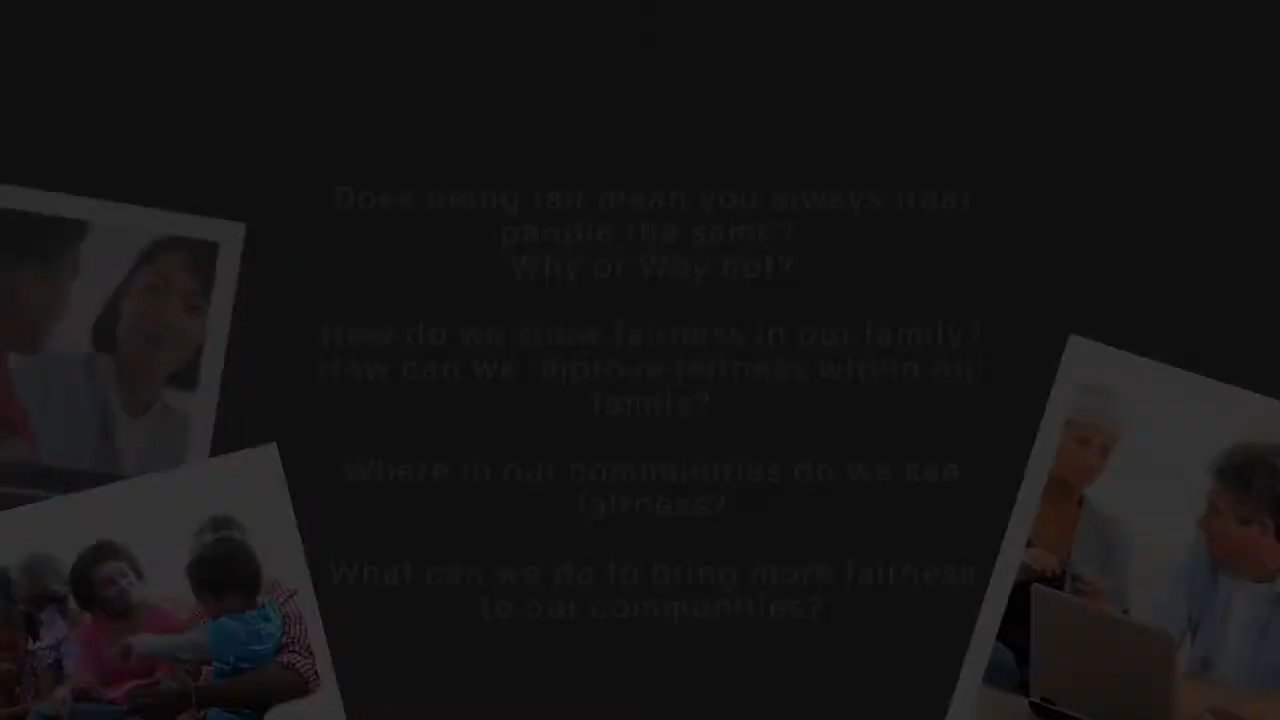 Does being fair mean you always treat
people the same?
Why or Way not?
How do we show fairness in our family?
How can we improve fairness within our
family?
Where in our communities do we see
fairness?
What can we do to bring more fairness
to our communities?